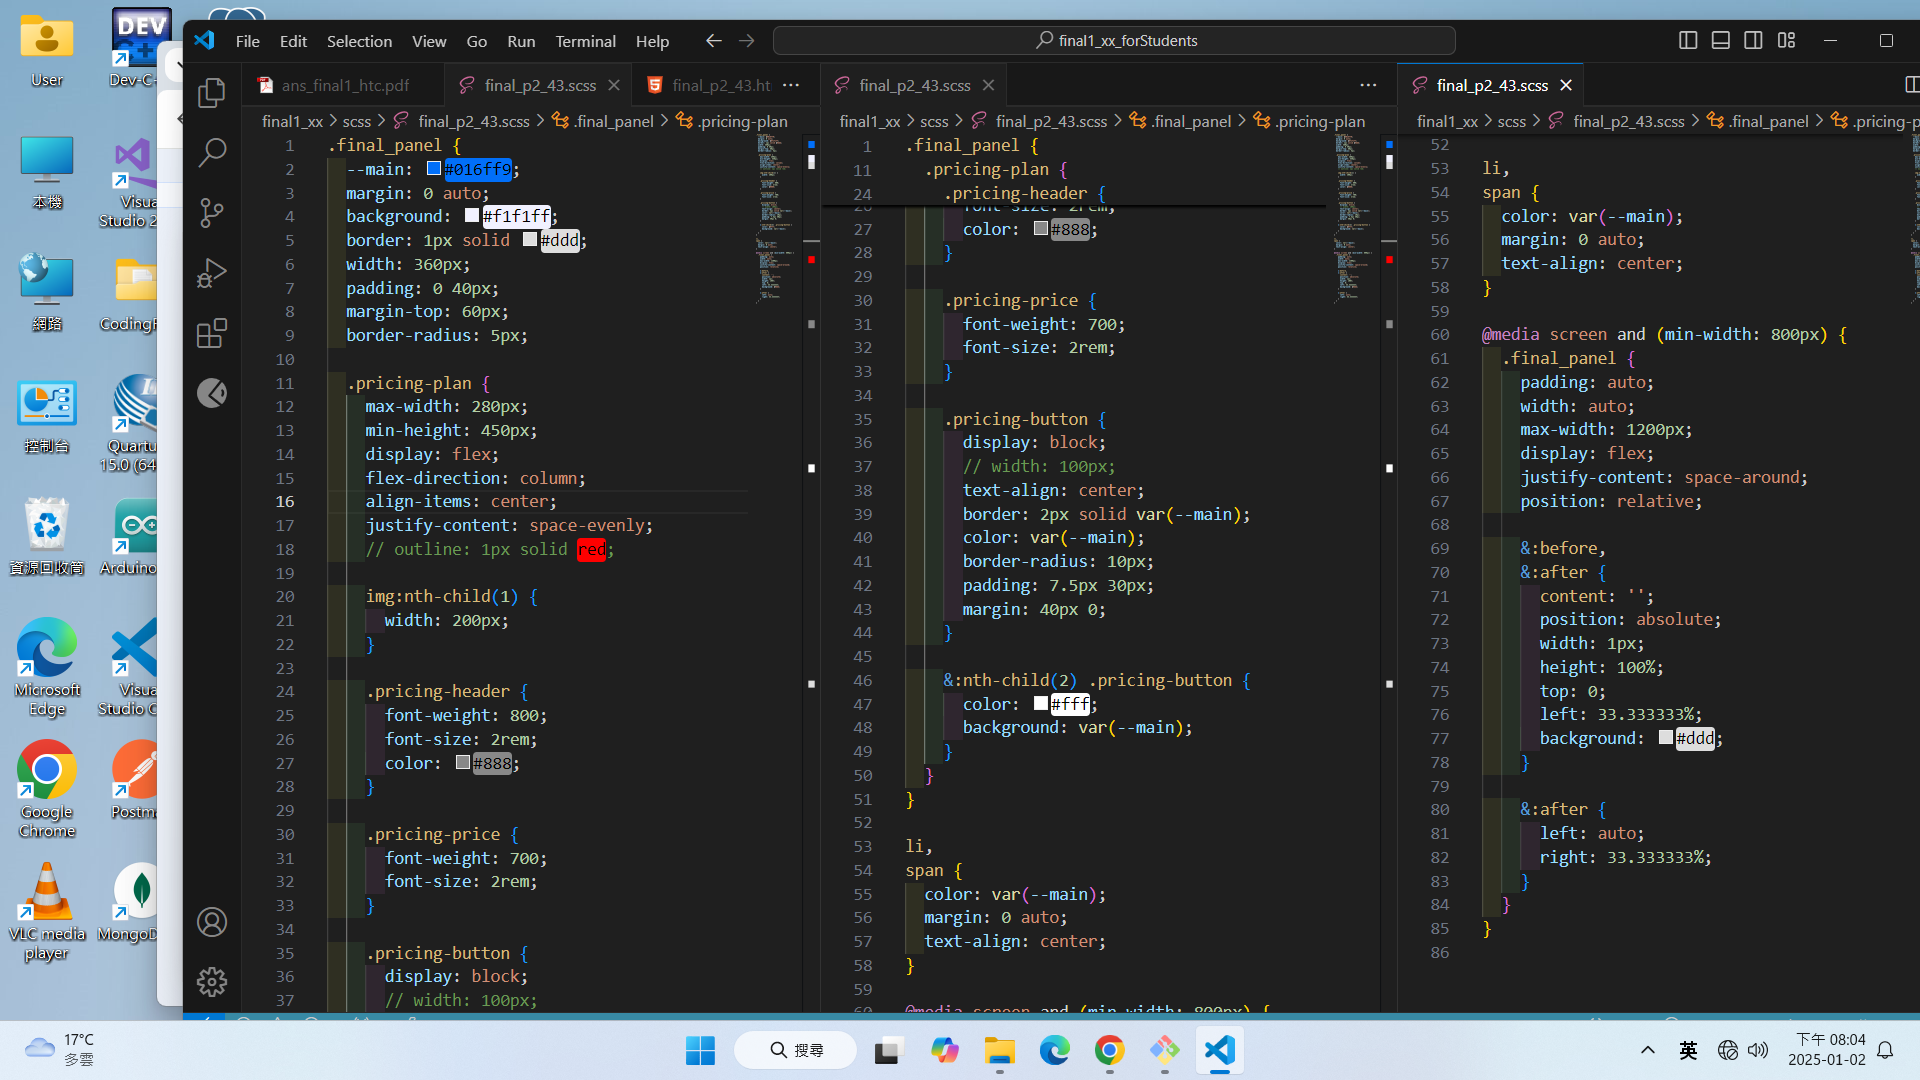 User
Dev-C
本機
Visua
Studio 2
網路
CodingF
控制台
Quartu
15.0 (64
資源回收筒
Arduino
Microsoft
Edge
Visua
Studio C
Google
Chrome
Postm
VLC media
player
MongoD
File Edit Selection View Go Run Terminal Help
final1_xx_forStudents
ans_final1_htc.pdf
final_p2_43.scss
final_p2_43.ht
final1_xx > scss > final_p2_43.scss > .final_panel > .pricing-plan
1 .final_panel {
2 --main: #016ff9;
3 margin: 0 auto;
4 background: #f1f1ff;
5 border: 1px solid #ddd;
6 width: 360px;
7 padding: 0 40px;
8 margin-top: 60px;
9 border-radius: 5px;
10
11 .pricing-plan {
12 max-width: 280px;
13 min-height: 450px;
14 display: flex;
15 flex-direction: column;
16 align-items: center;
17 justify-content: space-evenly;
18 // outline: 1px solid red;
19
20 img:nth-child(1) {
21 width: 200px;
22 }
23
24 .pricing-header {
25 font-weight: 800;
26 font-size: 2rem;
27 color: #888;
28 }
29
30 .pricing-price {
31 font-weight: 700;
32 font-size: 2rem;
33 }
34
35 .pricing-button {
36 display: block;
37 // width: 100px;
final_p2_43.scss
final1_xx > scss > final_p2_43.scss > .final_panel > .pricing-plan
1 .final_panel {
11 .pricing-plan {
24 .pricing-header {
26 font-size: 2rem;
27 color: #888;
28 }
29
30 .pricing-price {
31 font-weight: 700;
32 font-size: 2rem;
33 }
34
35 .pricing-button {
36 display: block;
37 // width: 100px;
38 text-align: center;
39 border: 2px solid var(--main);
40 color: var(--main);
41 border-radius: 10px;
42 padding: 7.5px 30px;
43 margin: 40px 0;
44 }
45
46 &:nth-child(2) .pricing-button {
47 color: #fff;
48 background: var(--main);
49 }
50 }
51 }
52
53 li,
54 span {
55 color: var(--main);
56 margin: 0 auto;
57 text-align: center;
58 }
59
60 @media screen and (min-width: 800px) {
final_p2_43.scss
final1_xx > scss > final_p2_43.scss > .final_panel > .pricing-p
52
53 li,
54 span {
55 color: var(--main);
56 margin: 0 auto;
57 text-align: center;
58 }
59
60 @media screen and (min-width: 800px) {
61 .final_panel {
62 padding: auto;
63 width: auto;
64 max-width: 1200px;
65 display: flex;
66 justify-content: space-around;
67 position: relative;
68
69 &:before,
70 &:after {
71 content: '';
72 position: absolute;
73 width: 1px;
74 height: 100%;
75 top: 0;
76 left: 33.333333%;
77 background: #ddd;
78 }
79
80 &:after {
81 left: auto;
82 right: 33.333333%;
83 }
84 }
85 }
86
17°C
多雲
搜尋
英
下午 08:04
2025-01-02